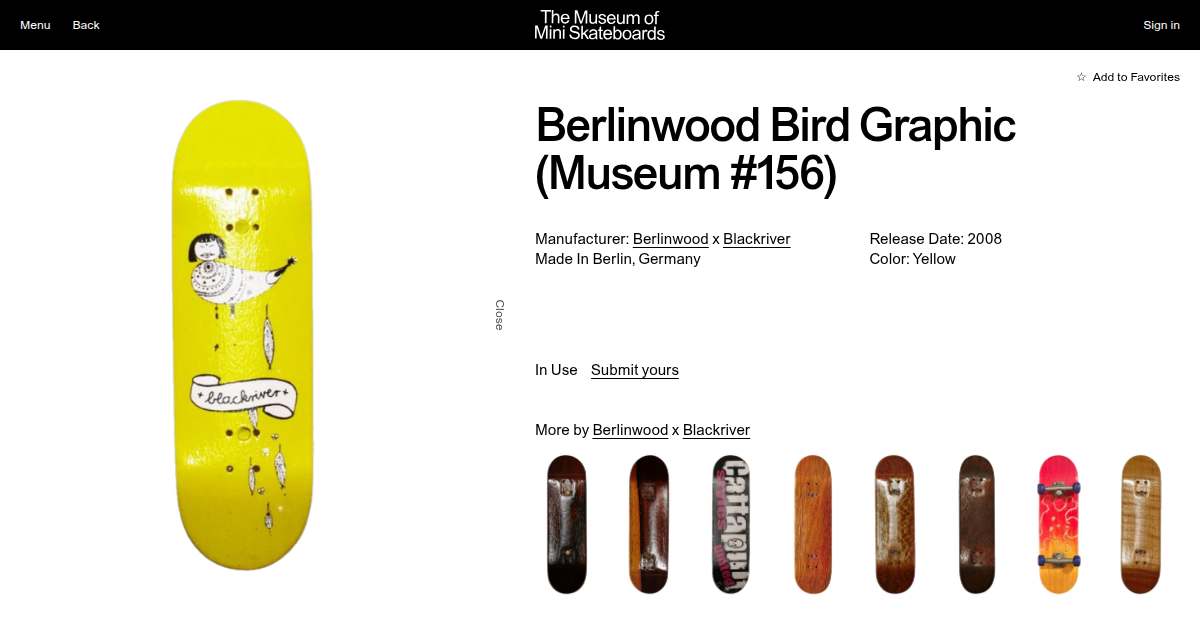 Menu
Back
The Museum of
Mini Skateboards
Sign in
☆ Add to Favorites
Berlinwood Bird Graphic
(Museum #156)
Manufacturer: Berlinwood x Blackriver
Made In Berlin, Germany
Release Date: 2008
Color: Yellow
Close
blackriver
In Use
Submit yours
More by Berlinwood x Blackriver